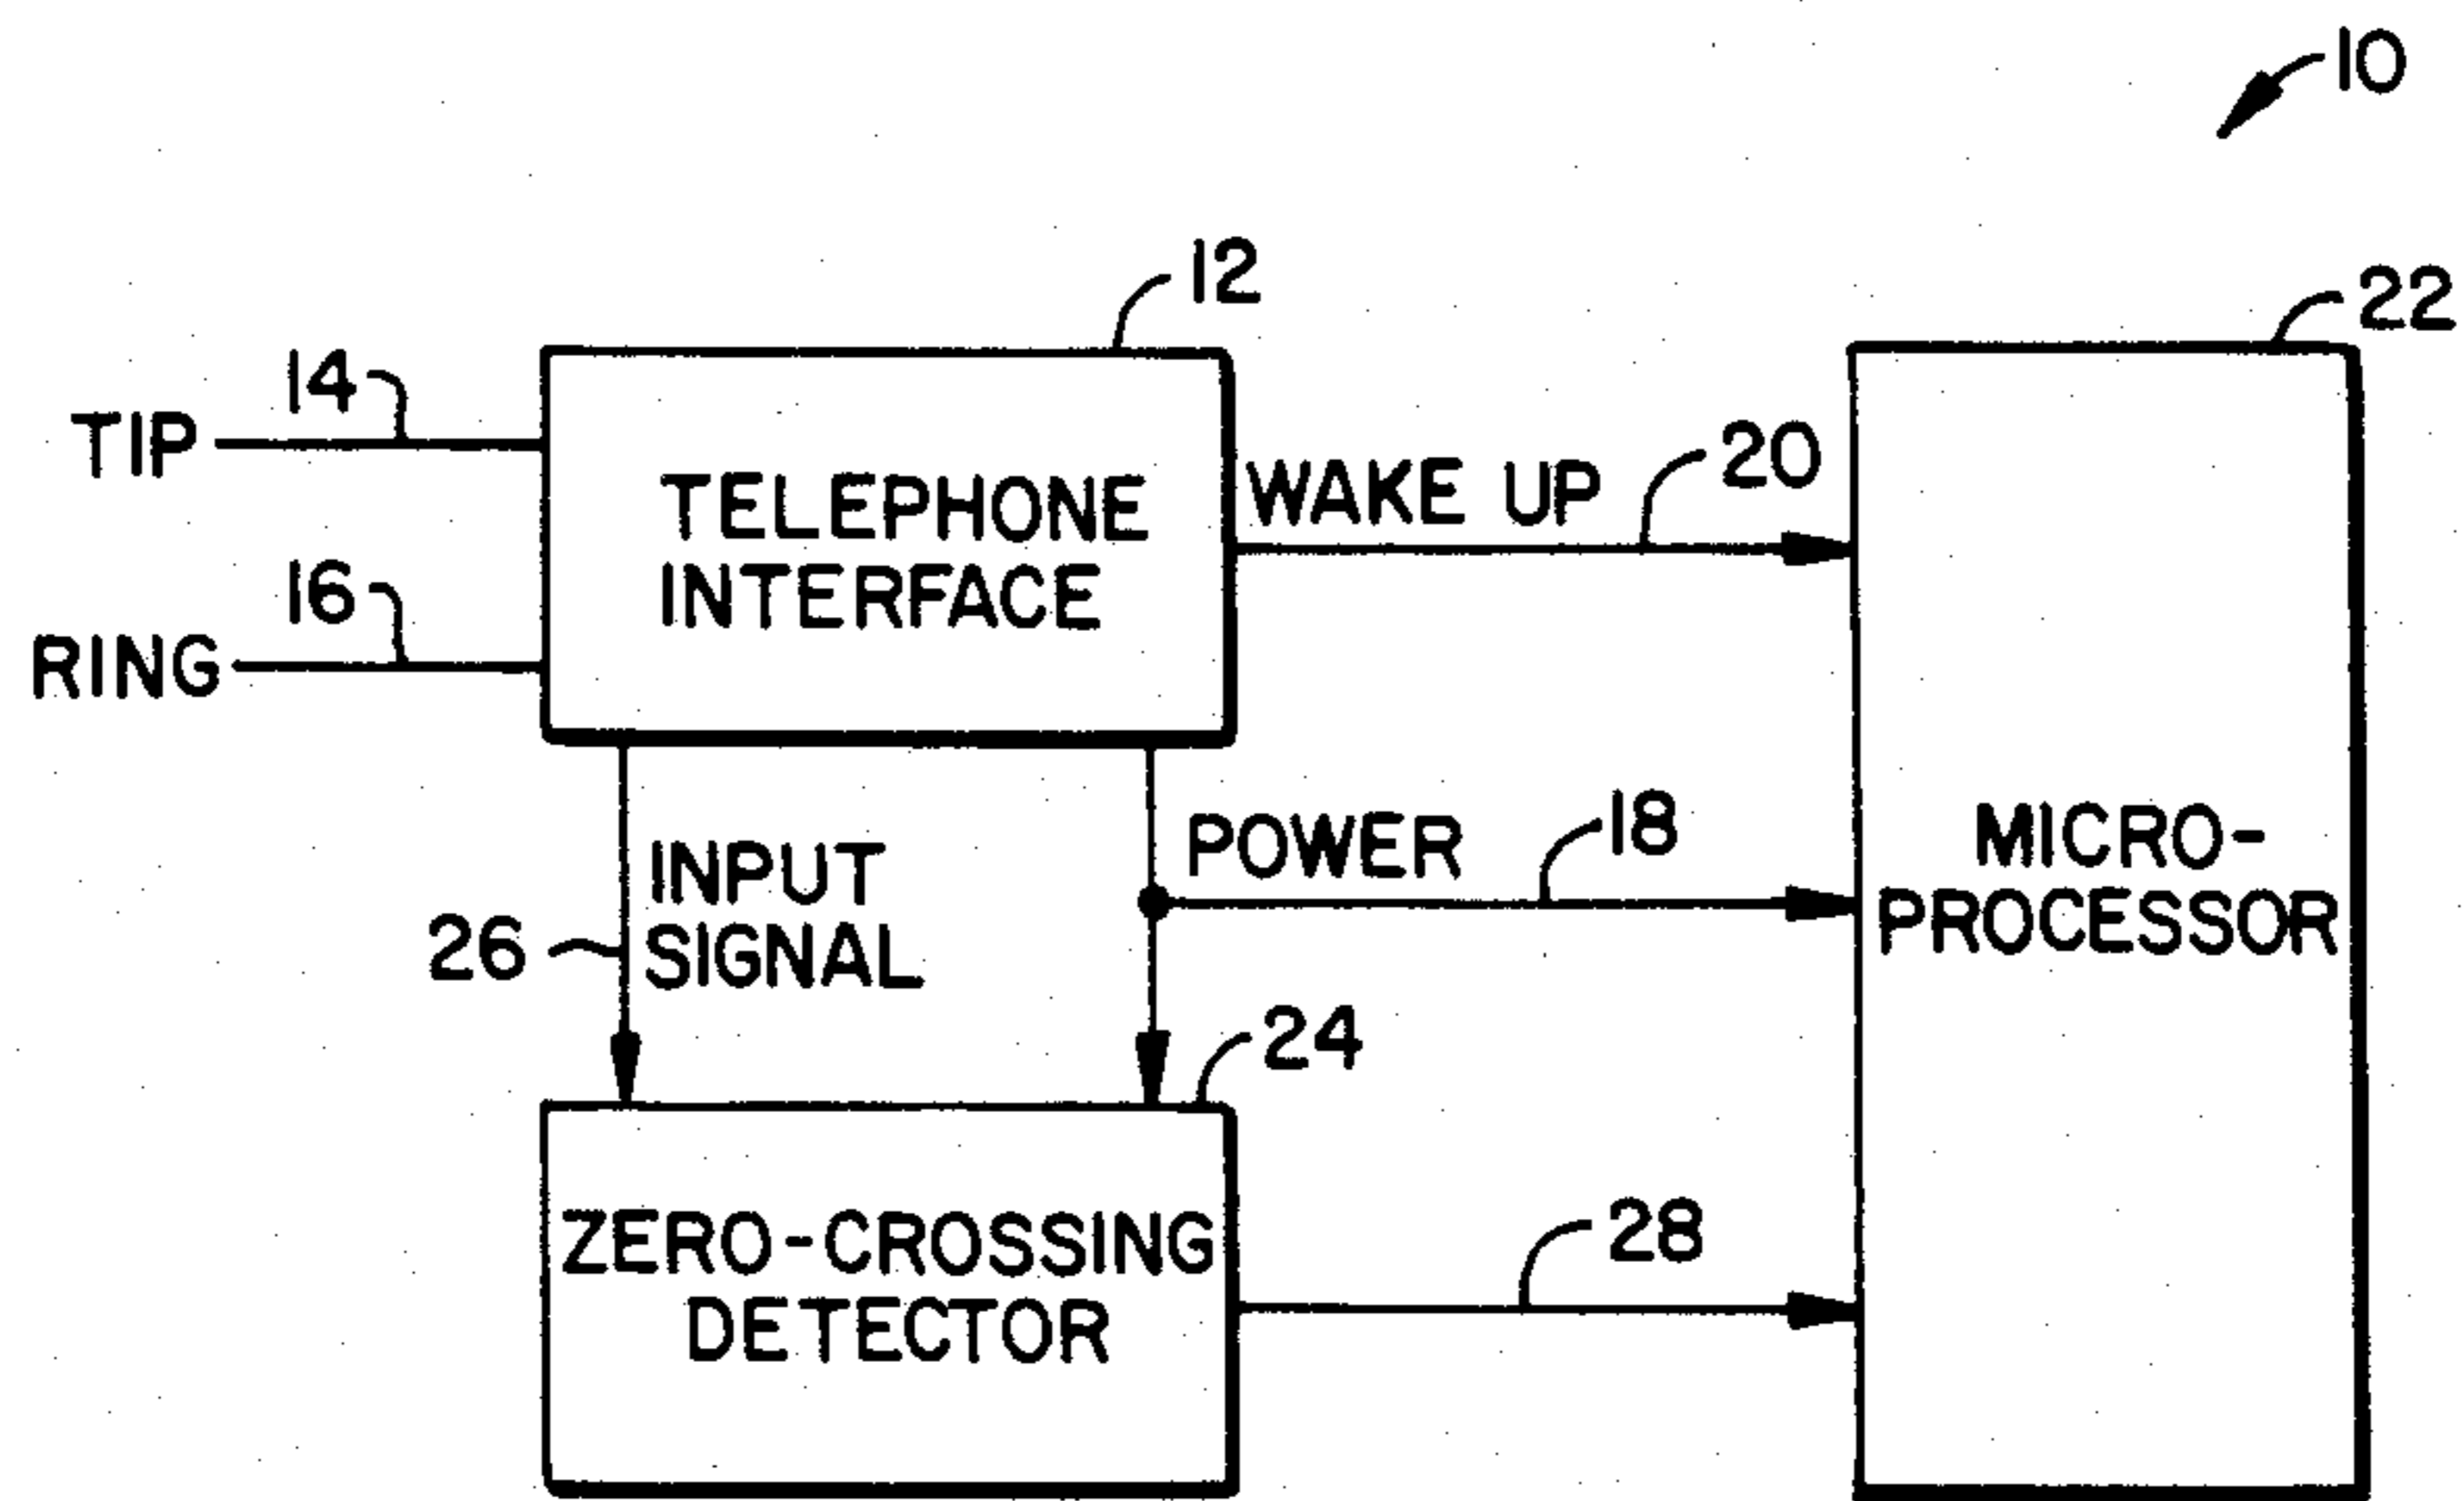 10
12
22
14
TIP
TELEPHONE
INTERFACE
WAKE UP
20
16
RING
POWER
18
INPUT
SIGNAL
26
MICRO-
PROCESSOR
24
ZERO-CROSSING
DETECTOR
28